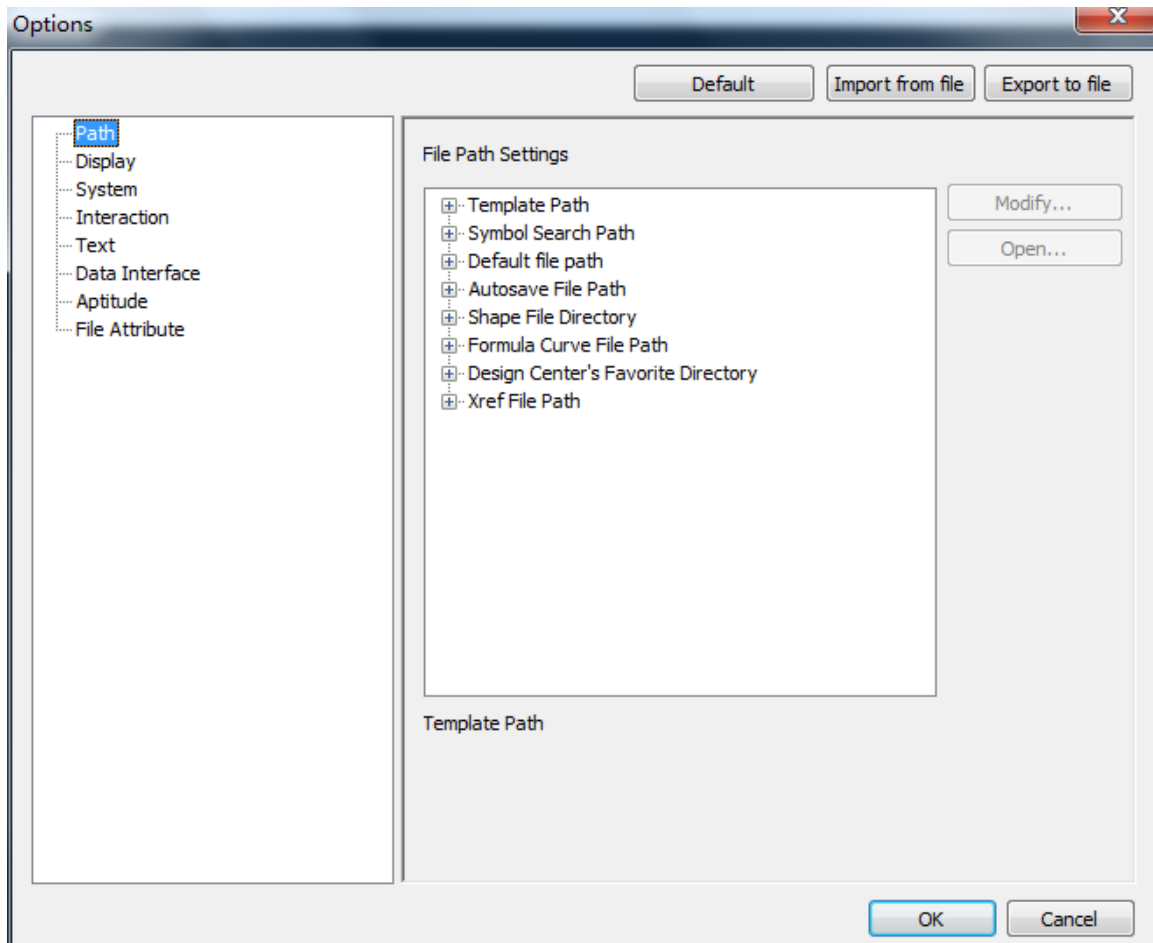 Options
Default
Import from file
Export to file
Path
Display
System
Interaction
Text
Data Interface
Aptitude
File Attribute
File Path Settings
Template Path
Symbol Search Path
Default file path
Autosave File Path
Shape File Directory
Formula Curve File Path
Design Center's Favorite Directory
Xref File Path
Modify...
Open...
Template Path
OK
Cancel